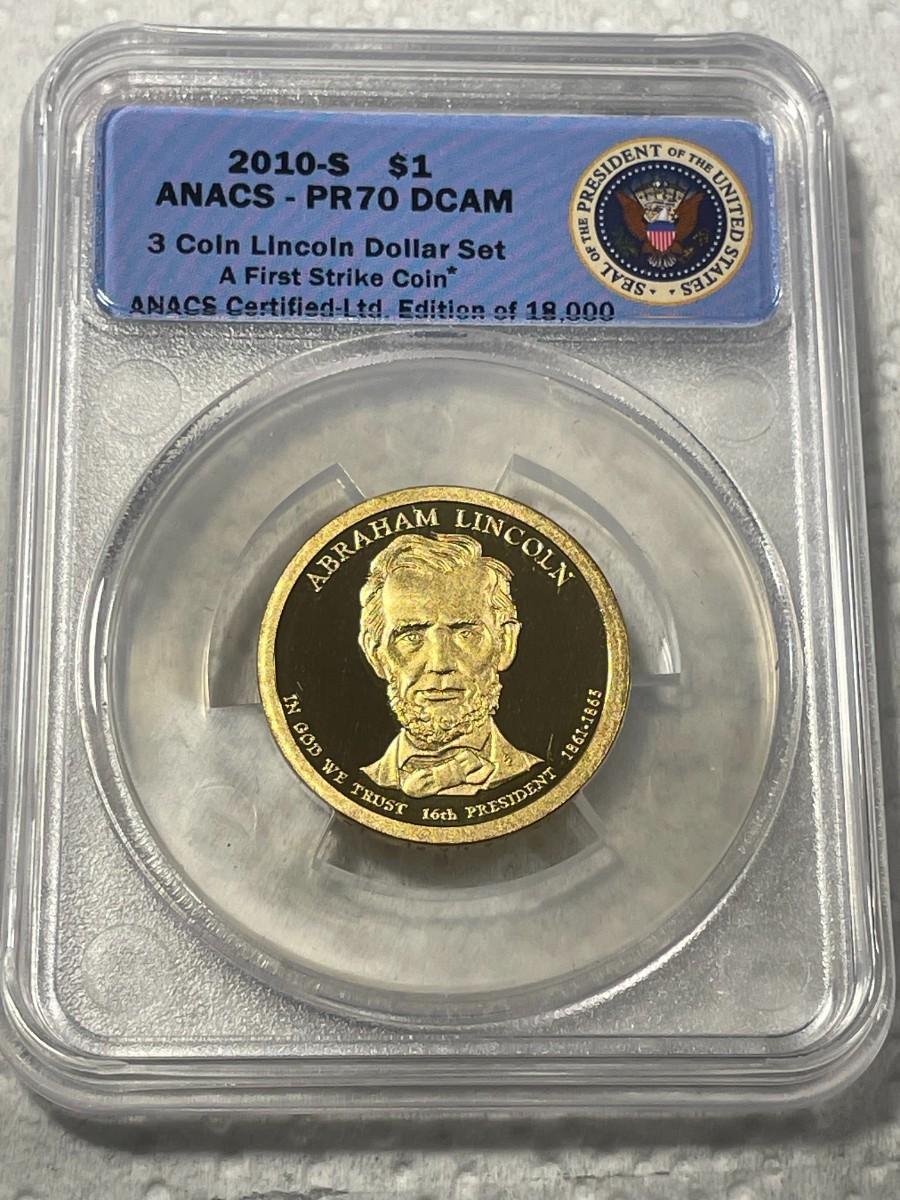 2010-S $1
ANACS - PR70 DCAM
3 Coin Lincoln Dollar Set
A First Strike Coin*
ANACS Certified-Ltd. Edition of 18,000
SEAL OF THE PRESIDENT OF THE UNITED STATES
ABRAHAM LINCOLN
IN GOD WE TRUST 16th PRESIDENT 1861-1865